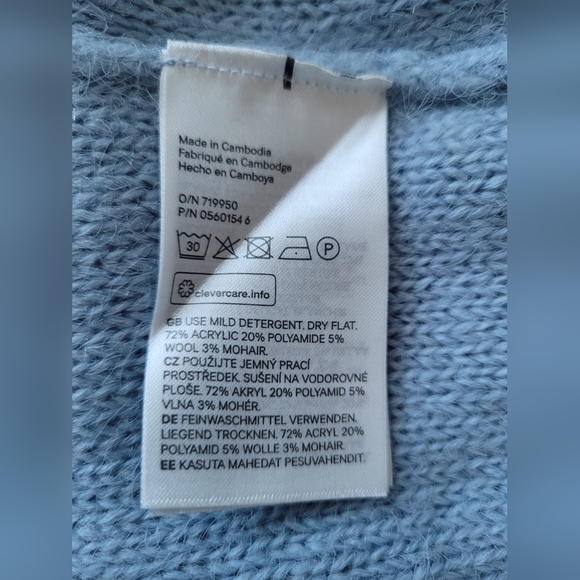 Made in Cambodia
Fabriqué en Cambodge
Hecho en Camboya
O/N 719950
P/N 0560154 6
30 P
clevercare.info
GB USE MILD DETERGENT. DRY FLAT.
72% ACRYLIC 20% POLYAMIDE 5%
WOOL 3% MOHAIR.
CZ POUŽIJTE JEMNÝ PRACÍ
PROSTŘEDEK. SUŠENÍ NA VODOROVNÉ
PLOŠE. 72% AKRYL 20% POLYAMID 5%
VLNA 3% MOHÉR.
DE FEINWASCHMITTEL VERWENDEN.
LIEGEND TROCKNEN. 72% ACRYL 20%
POLYAMID 5% WOLLE 3% MOHAIR.
EE KASUTA MAHEDAT PESUVAHENDIT.